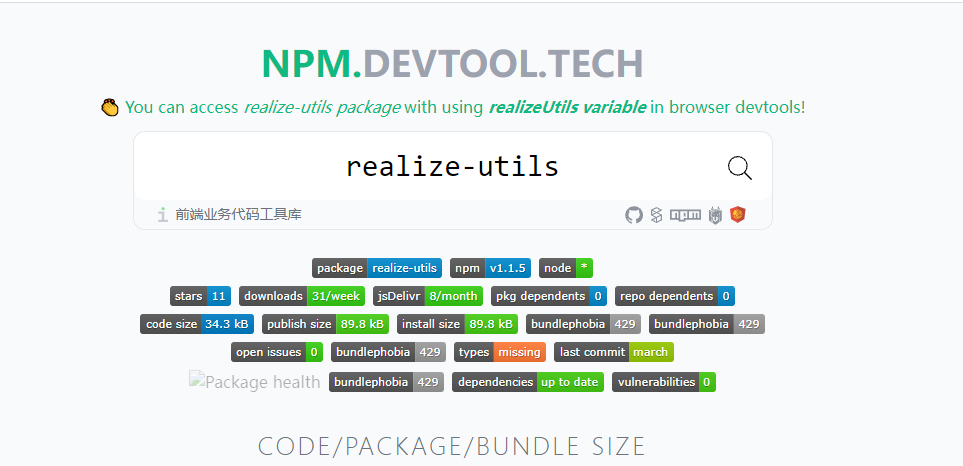 NPM.DEVTOOL.TECH
👏 You can access realize-utils package with using realizeUtils variable in browser devtools!
realize-utils
i 前端业务代码工具库 npm
package realize-utils npm v1.1.5 node *
stars 11 downloads 31/week jsDelivr 8/month pkg dependents 0 repo dependents 0
code size 34.3 kB publish size 89.8 kB install size 89.8 kB bundlephobia 429 bundlephobia 429
open issues 0 bundlephobia 429 types missing last commit march
Package health bundlephobia 429 dependencies up to date vulnerabilities 0
CODE/PACKAGE/BUNDLE SIZE